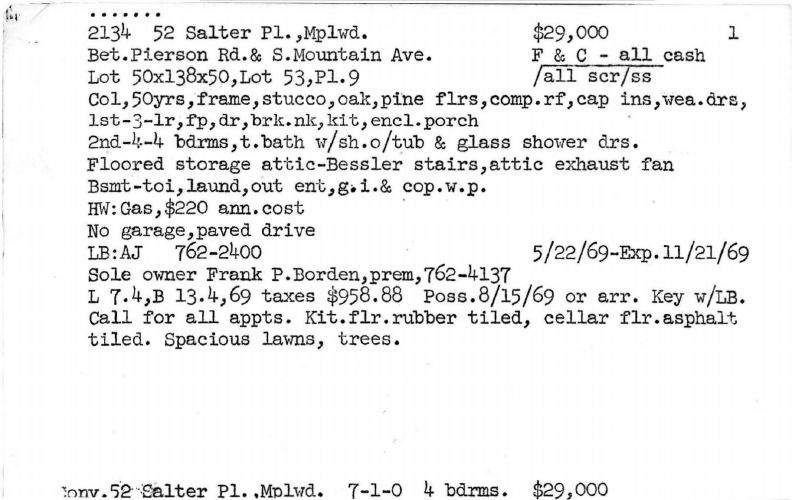 2134 52 Salter Pl.,Mplwd. $29,000 1
Bet.Pierson Rd.& S.Mountain Ave. F & C - all cash
Lot 50x138x50,Lot 53,Pl.9 /all scr/ss
Col,50yrs,frame,stucco,oak,pine flrs,comp.rf,cap ins,wea.drs,
1st-3-lr,fp,dr,brk.nk,kit,encl.porch
2nd-4-4 bdrms,t.bath w/sh.o/tub & glass shower drs.
Floored storage attic-Bessler stairs,attic exhaust fan
Bsmt-toi,laund,out ent,g.i.& cop.w.p.
HW:Gas,$220 ann.cost
No garage,paved drive
LB:AJ 762-2400 5/22/69-Exp.11/21/69
Sole owner Frank P.Borden,prem,762-4137
L 7.4,B 13.4,69 taxes $958.88 Poss.8/15/69 or arr. Key w/LB.
Call for all appts. Kit.flr.rubber tiled, cellar flr.asphalt
tiled. Spacious lawns, trees.
Conv.52 Salter Pl.,Mplwd. 7-1-0 4 bdrms. $29,000